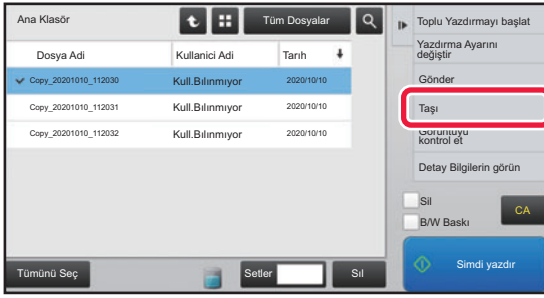 Ana Klasör
Tüm Dosyalar
Dosya Adi
Kullanici Adi
Tarıh
Copy_20201010_112030
Kull.Bılınmıyor
2020/10/10
Copy_20201010_112031
Kull.Bılınmıyor
2020/10/10
Copy_20201010_112032
Kull.Bılınmıyor
2020/10/10
Tümünü Seç
Setler
Sıl
Toplu Yazdırmayı başlat
Yazdırma Ayarını
değiştir
Gönder
Taşı
Görüntüyü
kontrol et
Detay Bilgilerin görün
Sil
B/W Baskı
CA
Simdi yazdır